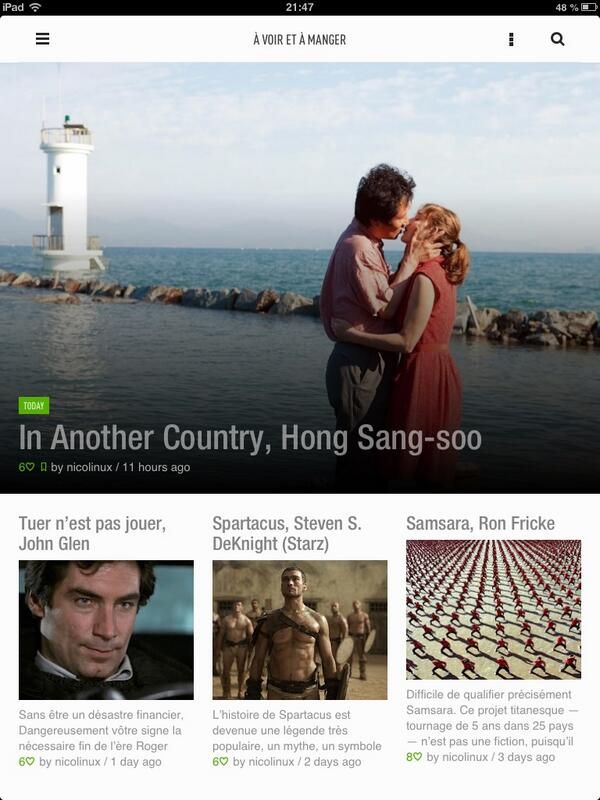 iPad 21:47 48 %
À VOIR ET À MANGER
TODAY
In Another Country, Hong Sang-soo
6 by nicolinux / 11 hours ago
Tuer n'est pas jouer,
John Glen
Sans être un désastre financier,
Dangereusement vôtre signe la
nécessaire fin de l'ère Roger
6 by nicolinux / 1 day ago
Spartacus, Steven S.
DeKnight (Starz)
L'histoire de Spartacus est
devenue une légende très
populaire, un mythe, un symbole
6 by nicolinux / 2 days ago
Samsara, Ron Fricke
Difficile de qualifier précisément
Samsara. Ce projet titanesque —
tournage de 5 ans dans 25 pays
— n'est pas une fiction, puisqu'il
8 by nicolinux / 3 days ago